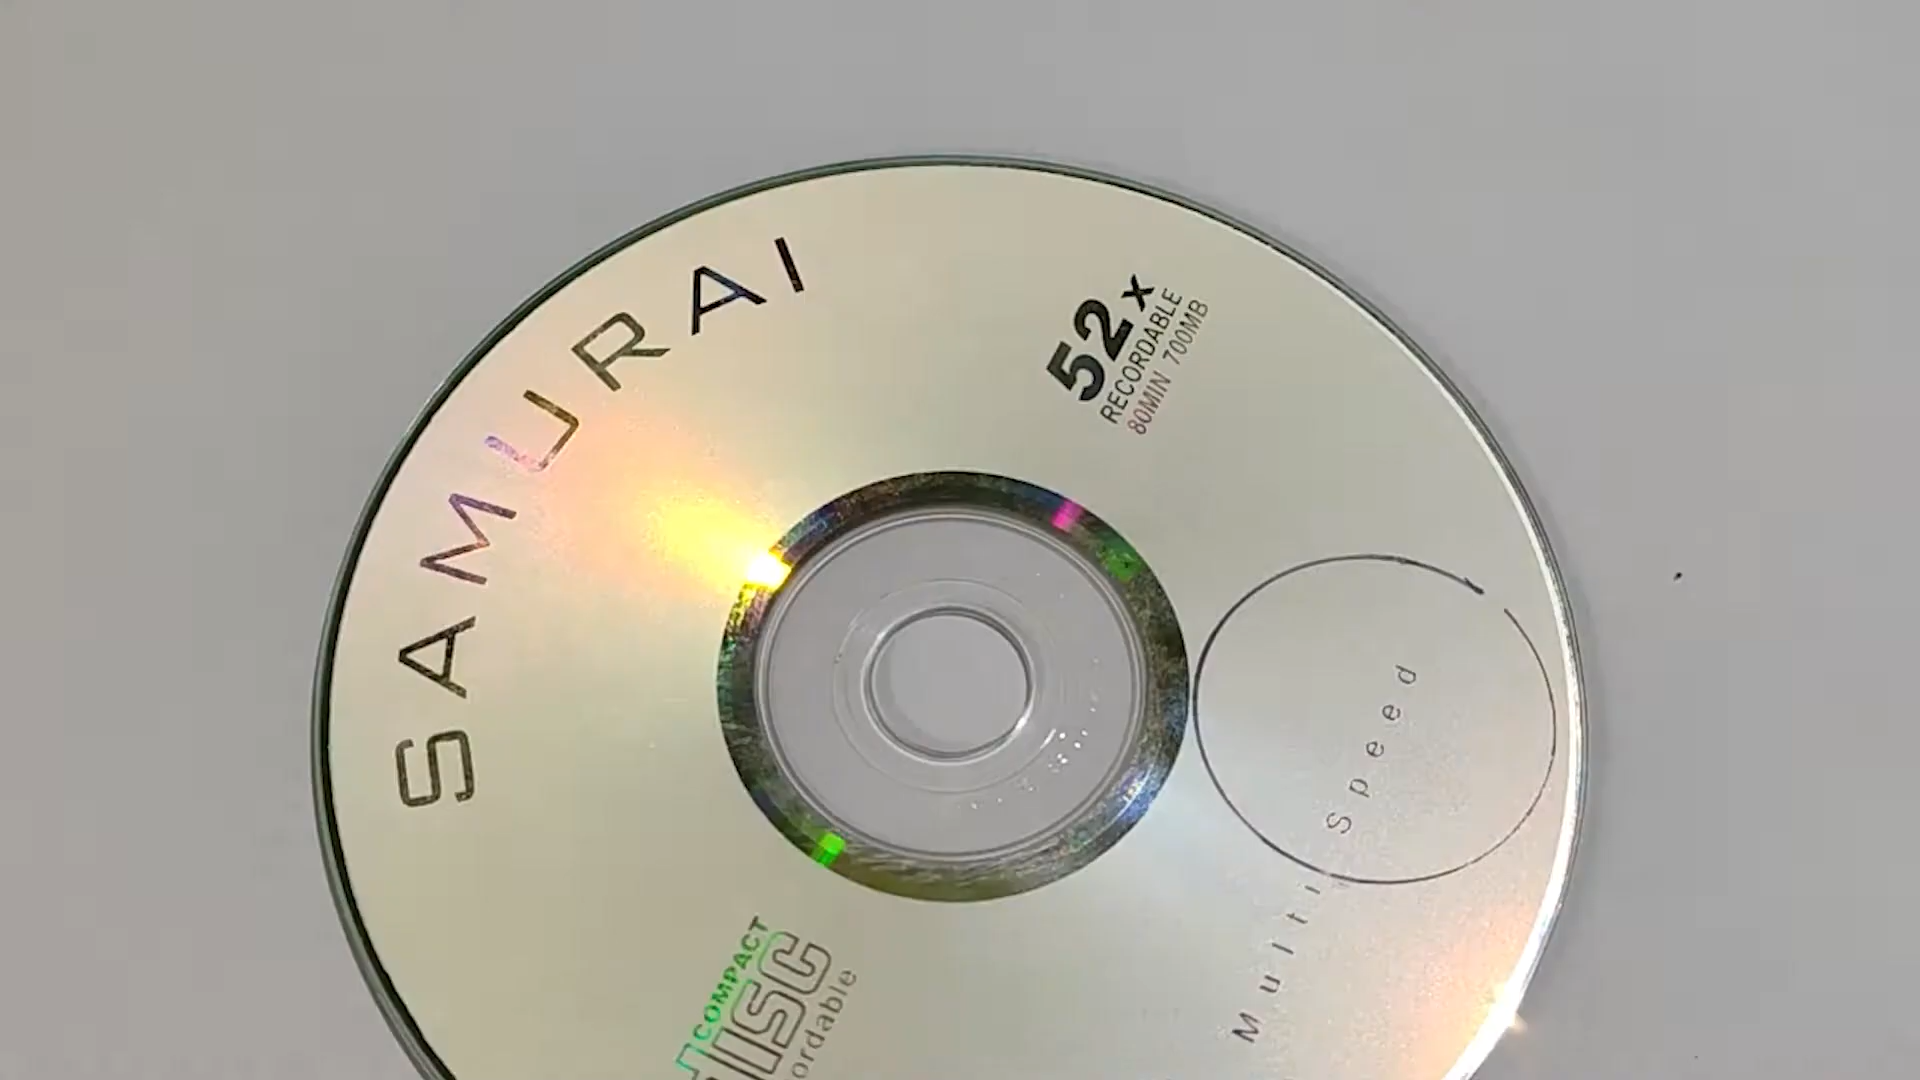 SAMURAI
52x
RECORDABLE
80MIN 700MB
Multi Speed
COMPACT
disc
ordable